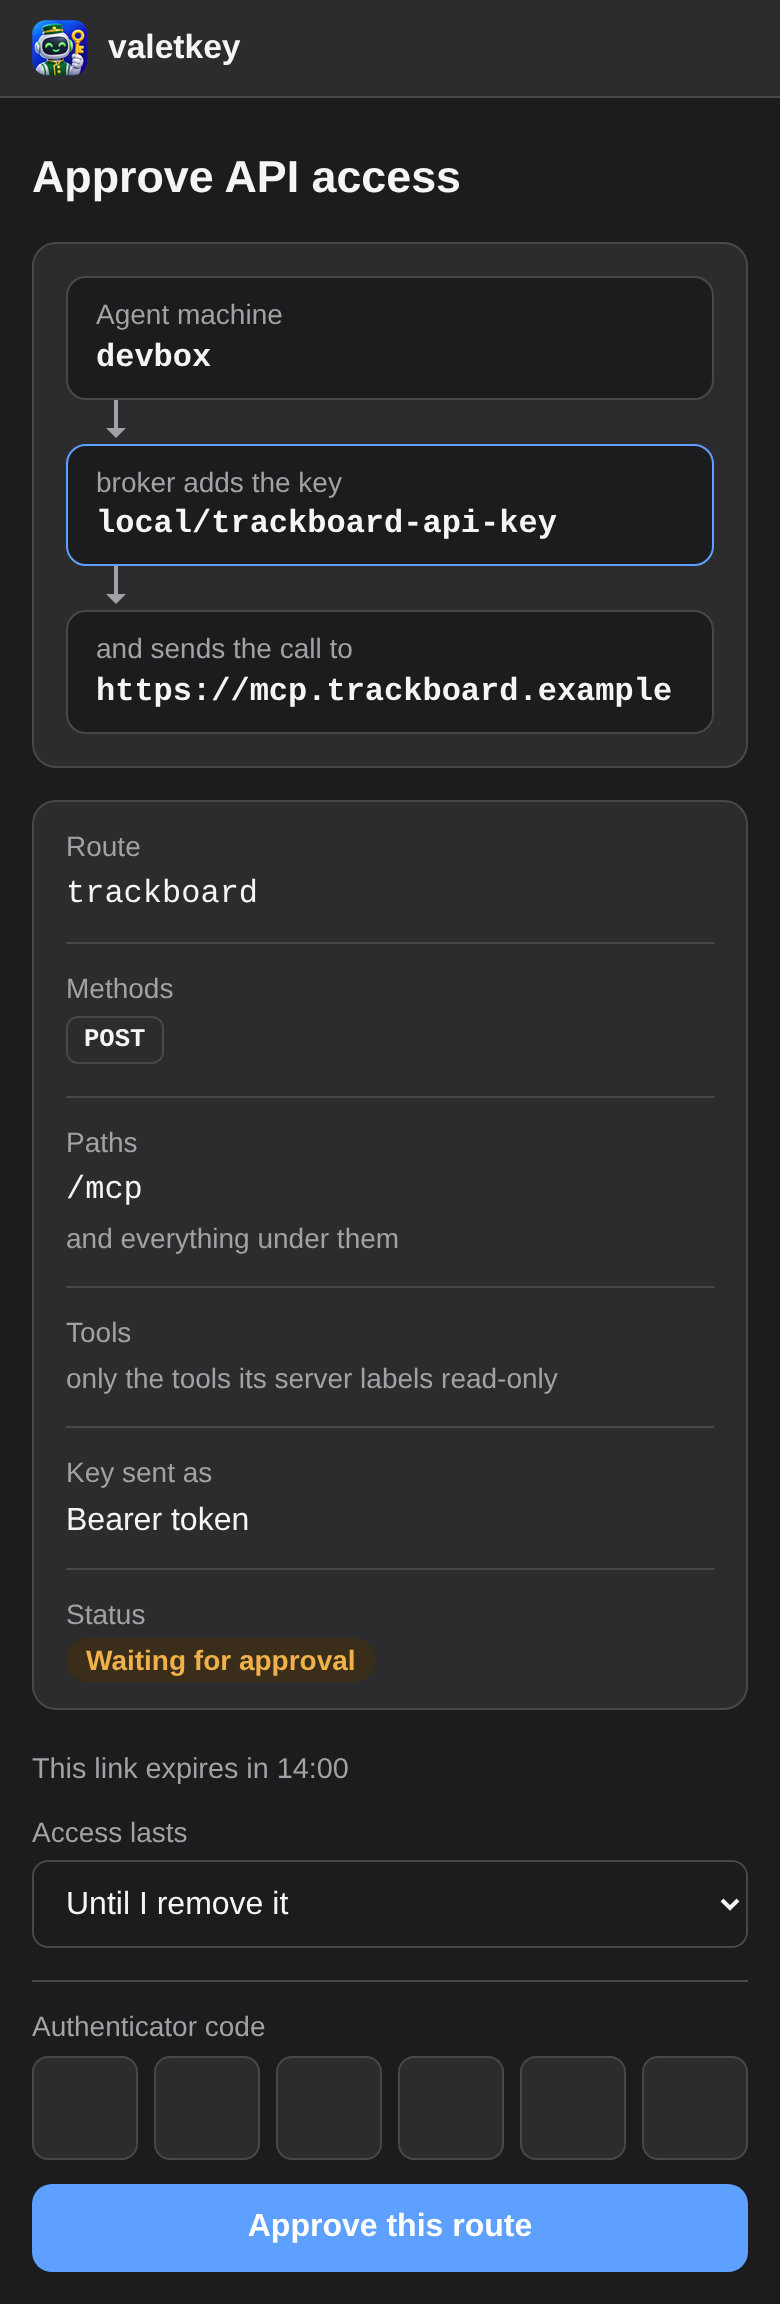 valetkey
Approve API access
Agent machine
devbox
broker adds the key
local/trackboard-api-key
and sends the call to
https://mcp.trackboard.example
Route
trackboard
Methods
POST
Paths
/mcp
and everything under them
Tools
only the tools its server labels read-only
Key sent as
Bearer token
Status
Waiting for approval
This link expires in 14:00
Access lasts
Until I remove it
Authenticator code
Approve this route